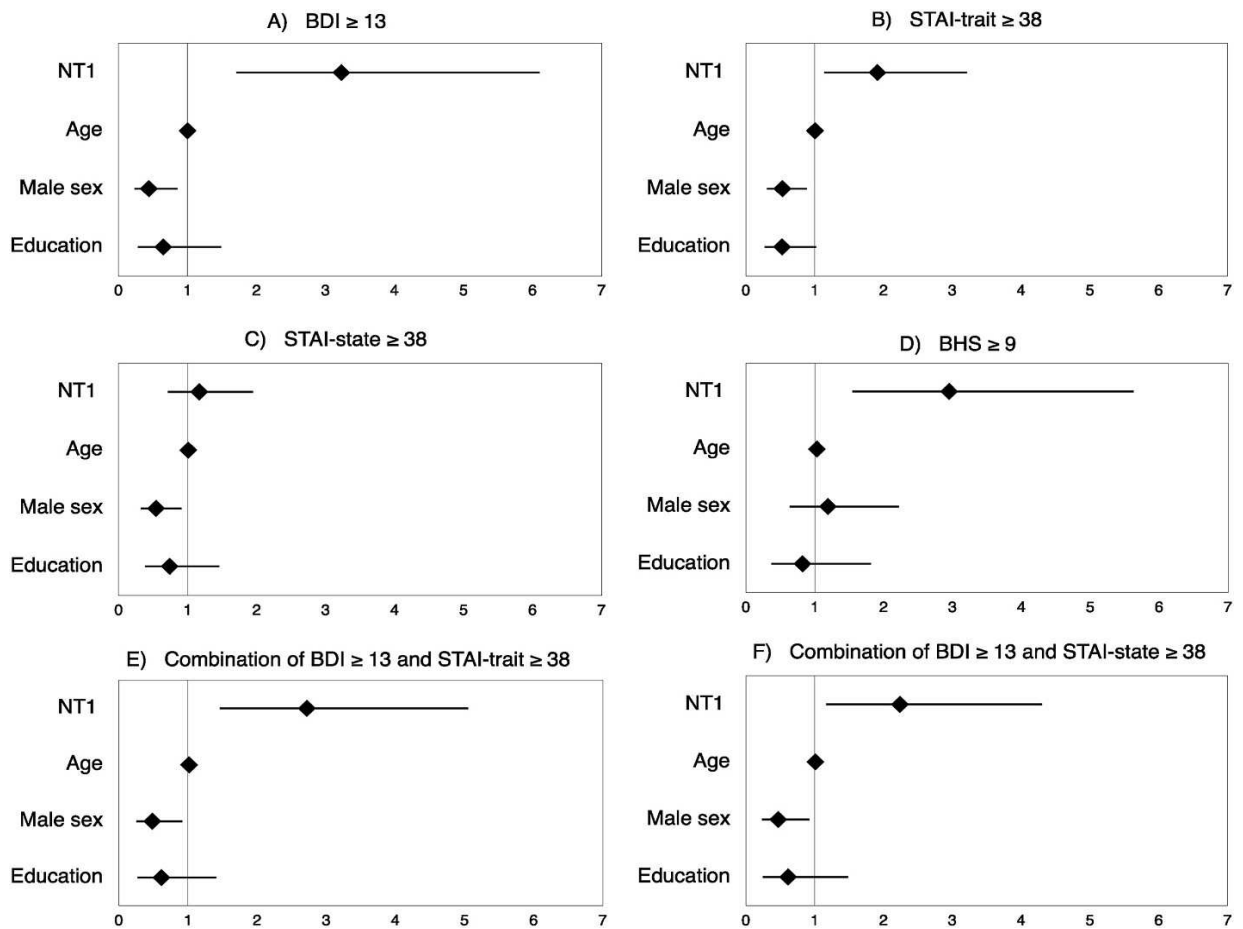 A) BDI ≥ 13
NT1
Age
Male sex
Education
0 1 2 3 4 5 6 7
B) STAI-trait ≥ 38
NT1
Age
Male sex
Education
0 1 2 3 4 5 6 7
C) STAI-state ≥ 38
NT1
Age
Male sex
Education
0 1 2 3 4 5 6 7
D) BHS ≥ 9
NT1
Age
Male sex
Education
0 1 2 3 4 5 6 7
E) Combination of BDI ≥ 13 and STAI-trait ≥ 38
NT1
Age
Male sex
Education
0 1 2 3 4 5 6 7
F) Combination of BDI ≥ 13 and STAI-state ≥ 38
NT1
Age
Male sex
Education
0 1 2 3 4 5 6 7